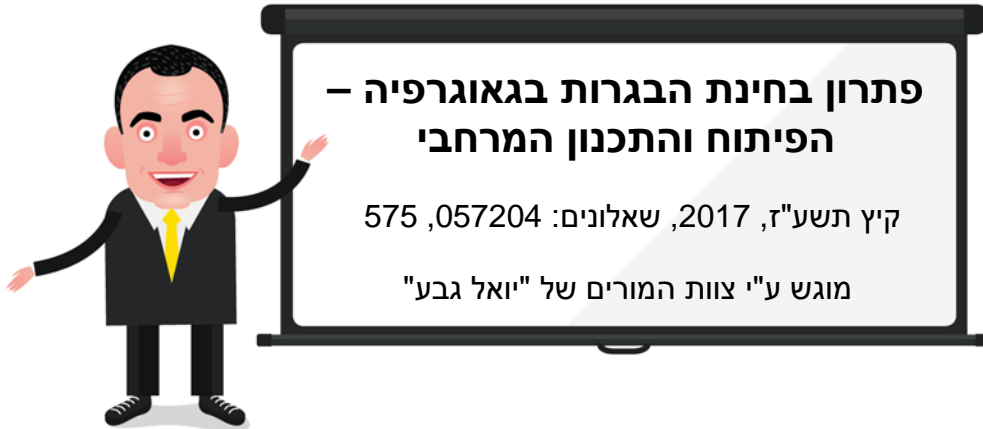 פתרון בחינת הבגרות בגאוגרפיה –
הפיתוח והתכנון המרחבי
קיץ תשע"ז, 2017, שאלונים: 057204, 575
מוגש ע"י צוות המורים של "יואל גבע"